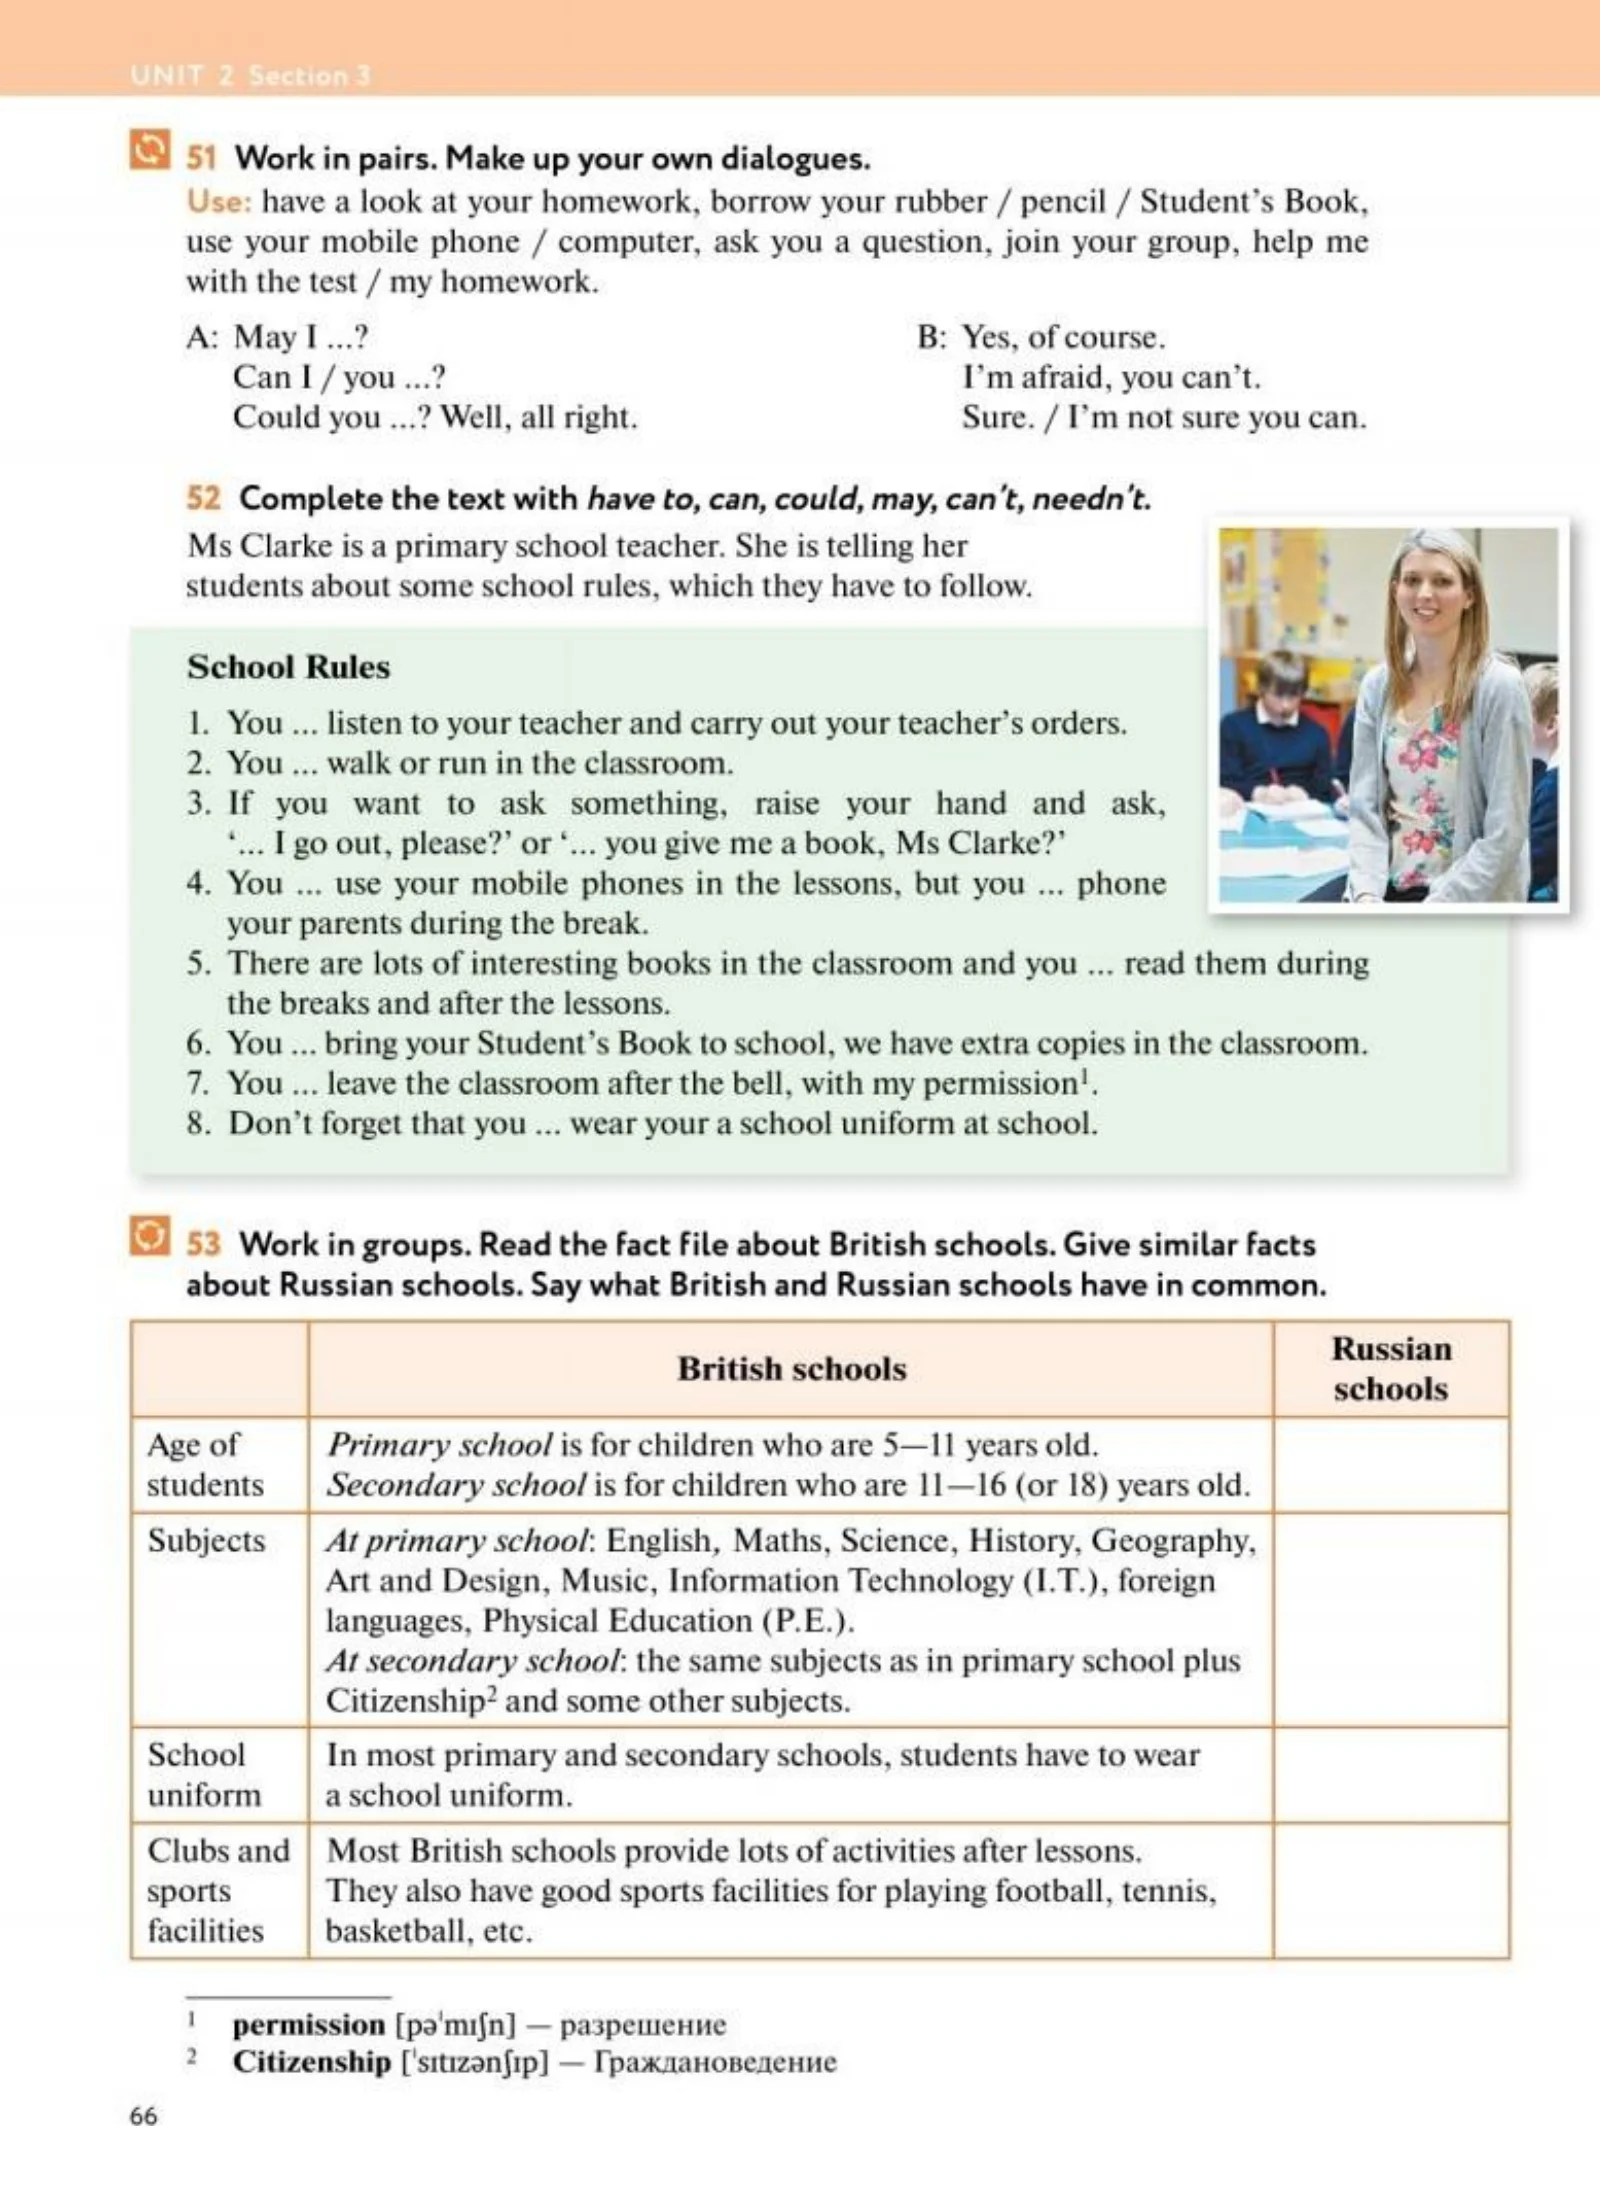 UNIT 2 Section 3
51 Work in pairs. Make up your own dialogues.
Use: have a look at your homework, borrow your rubber / pencil / Student's Book,
use your mobile phone / computer, ask you a question, join your group, help me
with the test / my homework.
A: May I ...?
Can I / you ...?
Could you ...? Well, all right.
B: Yes, of course.
I'm afraid, you can't.
Sure. / I'm not sure you can.
52 Complete the text with have to, can, could, may, can't, needn't.
Ms Clarke is a primary school teacher. She is telling her
students about some school rules, which they have to follow.
School Rules
1. You ... listen to your teacher and carry out your teacher's orders.
2. You ... walk or run in the classroom.
3. If you want to ask something, raise your hand and ask,
'... I go out, please?' or '... you give me a book, Ms Clarke?'
4. You ... use your mobile phones in the lessons, but you ... phone
your parents during the break.
5. There are lots of interesting books in the classroom and you ... read them during
the breaks and after the lessons.
6. You ... bring your Student's Book to school, we have extra copies in the classroom.
7. You ... leave the classroom after the bell, with my permission¹.
8. Don't forget that you ... wear your a school uniform at school.
53 Work in groups. Read the fact file about British schools. Give similar facts
about Russian schools. Say what British and Russian schools have in common.
British schools
Russian
schools
Age of
students
Primary school is for children who are 5—11 years old.
Secondary school is for children who are 11—16 (or 18) years old.
Subjects
At primary school: English, Maths, Science, History, Geography,
Art and Design, Music, Information Technology (I.T.), foreign
languages, Physical Education (P.E.).
At secondary school: the same subjects as in primary school plus
Citizenship² and some other subjects.
School
uniform
In most primary and secondary schools, students have to wear
a school uniform.
Clubs and
sports
facilities
Most British schools provide lots of activities after lessons.
They also have good sports facilities for playing football, tennis,
basketball, etc.
1 permission [pəˈmɪʃn] — разрешение
2 Citizenship [ˈsɪtɪzənʃɪp] — Граждановедение
66